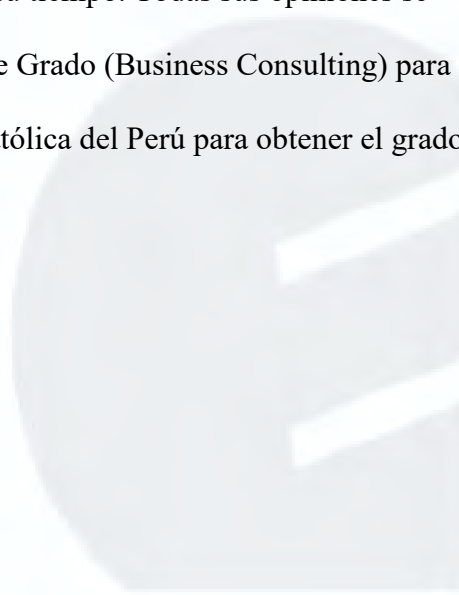 tiempo. Todas sus opiniones se
e Grado (Business Consulting) para
tólica del Perú para obtener el grado